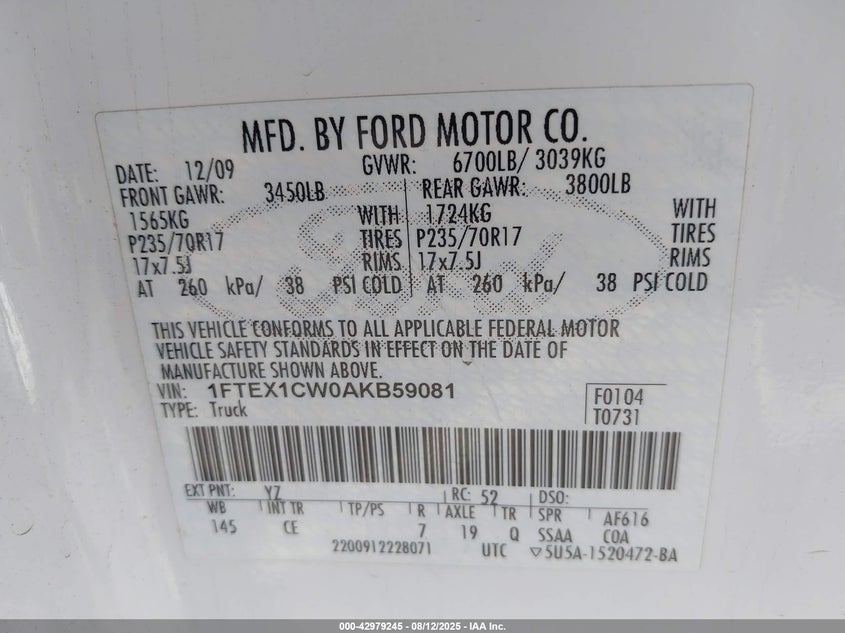 MFD. BY FORD MOTOR CO.
DATE: 12/09 GVWR: 6700LB/ 3039KG
FRONT GAWR: 3450LB REAR GAWR: 3800LB
1565KG WITH 1724KG WITH
P235/70R17 TIRES P235/70R17 TIRES
17x7.5J RIMS 17x7.5J RIMS
AT 260 kPa/ 38 PSI COLD AT 260 kPa/ 38 PSI COLD
THIS VEHICLE CONFORMS TO ALL APPLICABLE FEDERAL MOTOR
VEHICLE SAFETY STANDARDS IN EFFECT ON THE DATE OF
MANUFACTURE SHOWN ABOVE.
VIN: 1FTEX1CW0AKB59081 F0104
TYPE: Truck T0731
EXT PNT: YZ RC: 52 DSO:
WB INT TR TP/PS R AXLE TR SPR AF616
145 CE 7 19 Q SSAA COA
2200912228071 UTC ▽5U5A-1520472-BA
000-42979245 - 08/12/2025 - IAA Inc.